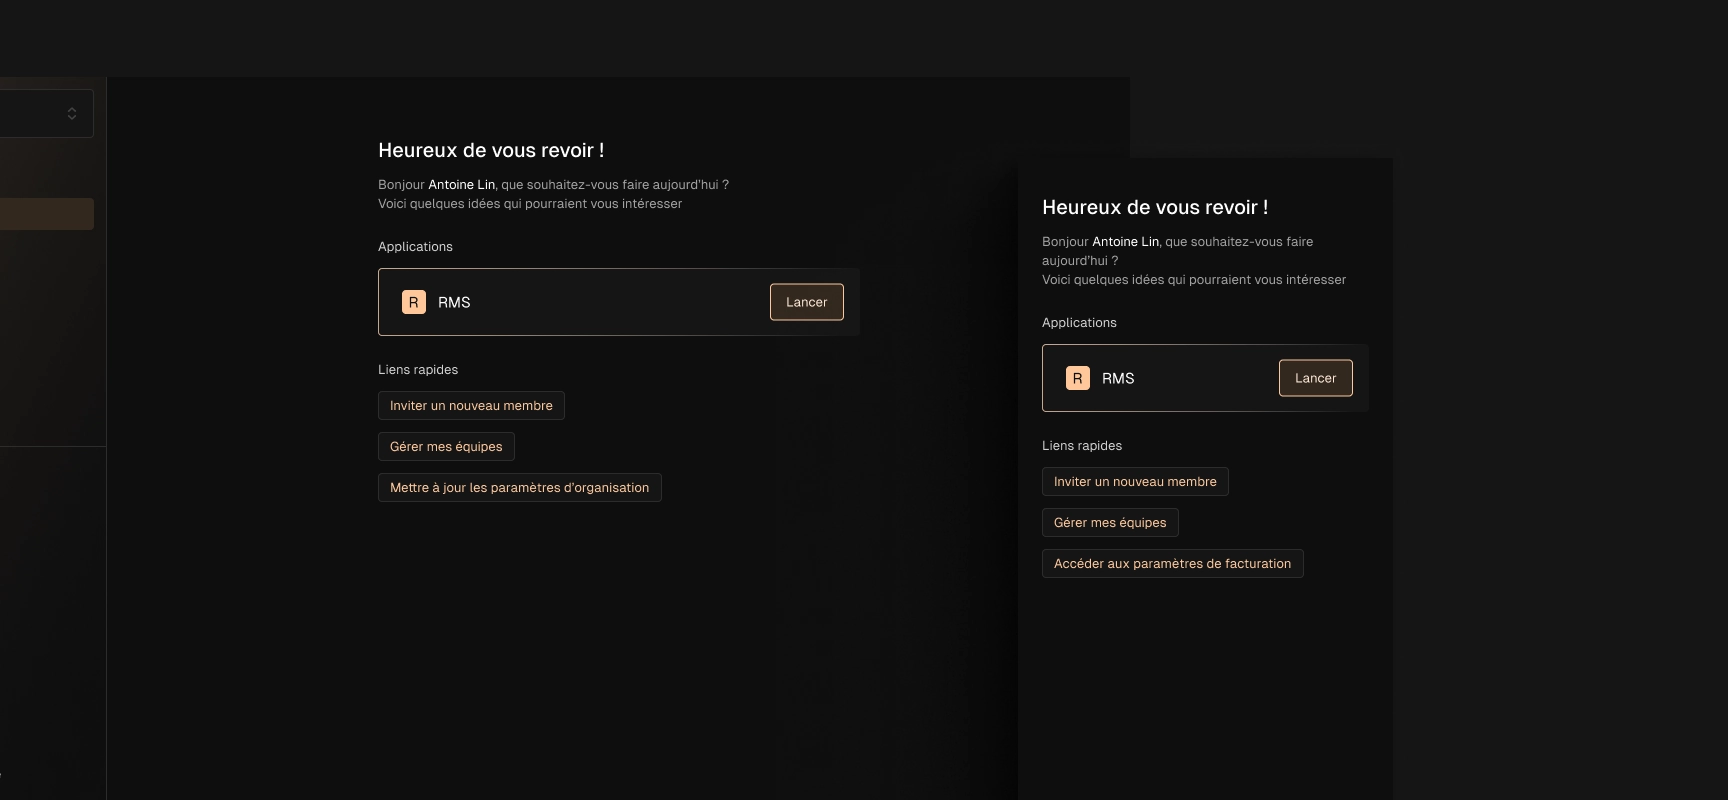 Heureux de vous revoir !
Bonjour Antoine Lin, que souhaitez-vous faire aujourd'hui ?
Voici quelques idées qui pourraient vous intéresser
Applications
R RMS Lancer
Liens rapides
Inviter un nouveau membre
Gérer mes équipes
Mettre à jour les paramètres d'organisation
Heureux de vous revoir !
Bonjour Antoine Lin, que souhaitez-vous faire
aujourd'hui ?
Voici quelques idées qui pourraient vous intéresser
Applications
R RMS Lancer
Liens rapides
Inviter un nouveau membre
Gérer mes équipes
Accéder aux paramètres de facturation